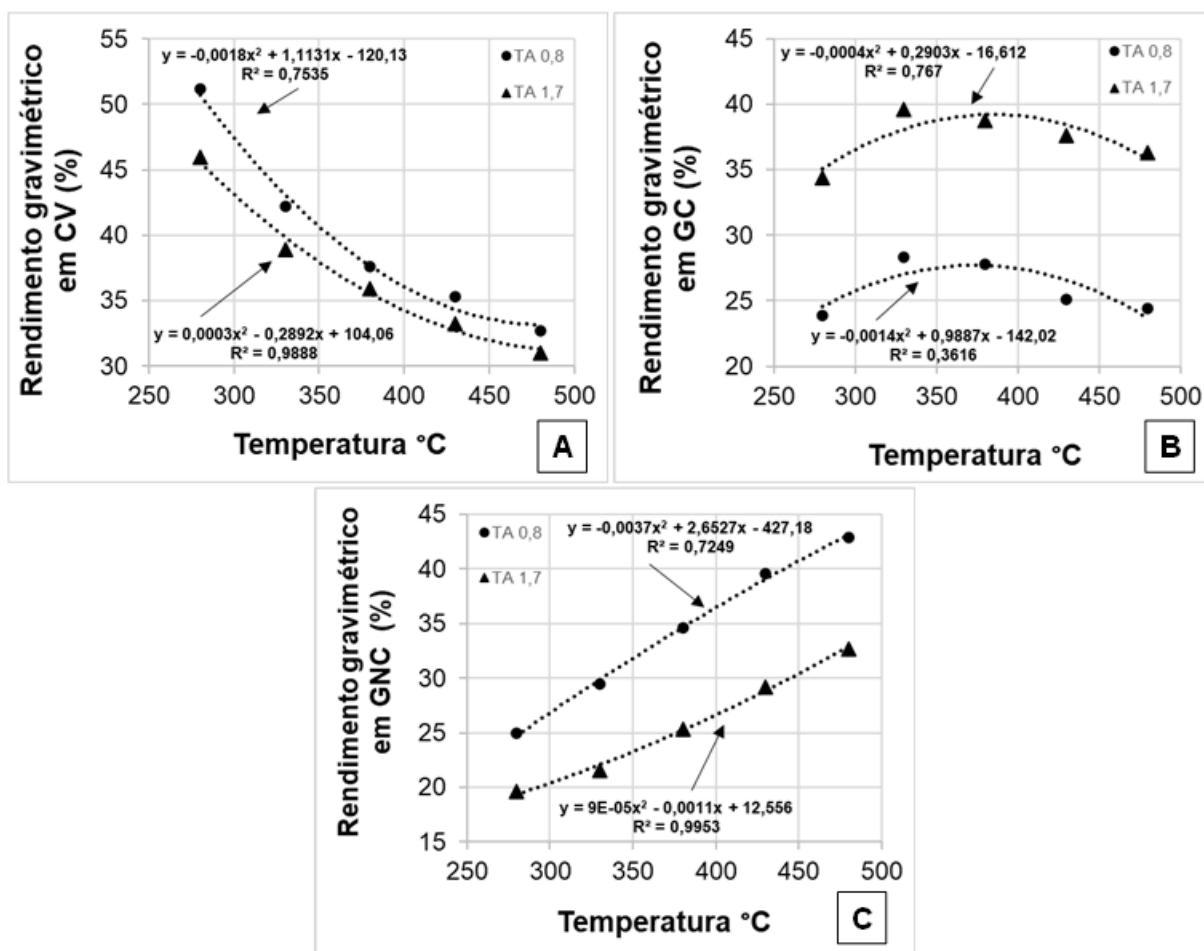 Rendimento gravimétrico
em CV (%)
55
50
45
40
35
30
y = -0,0018x² + 1,1131x - 120,13
R² = 0,7535
TA 0,8
TA 1,7
y = 0,0003x² - 0,2892x + 104,06
R² = 0,9888
250 300 350 400 450 500
Temperatura °C
A
Rendimento gravimétrico
em GC (%)
45
40
35
30
25
20
y = -0,0004x² + 0,2903x - 16,612
R² = 0,767
TA 0,8
TA 1,7
y = -0,0014x² + 0,9887x - 142,02
R² = 0,3616
250 300 350 400 450 500
Temperatura °C
B
Rendimento gravimétrico
em GNC (%)
45
40
35
30
25
20
15
TA 0,8
TA 1,7
y = -0,0037x² + 2,6527x - 427,18
R² = 0,7249
y = 9E-05x² - 0,0011x + 12,556
R² = 0,9953
250 300 350 400 450 500
Temperatura °C
C